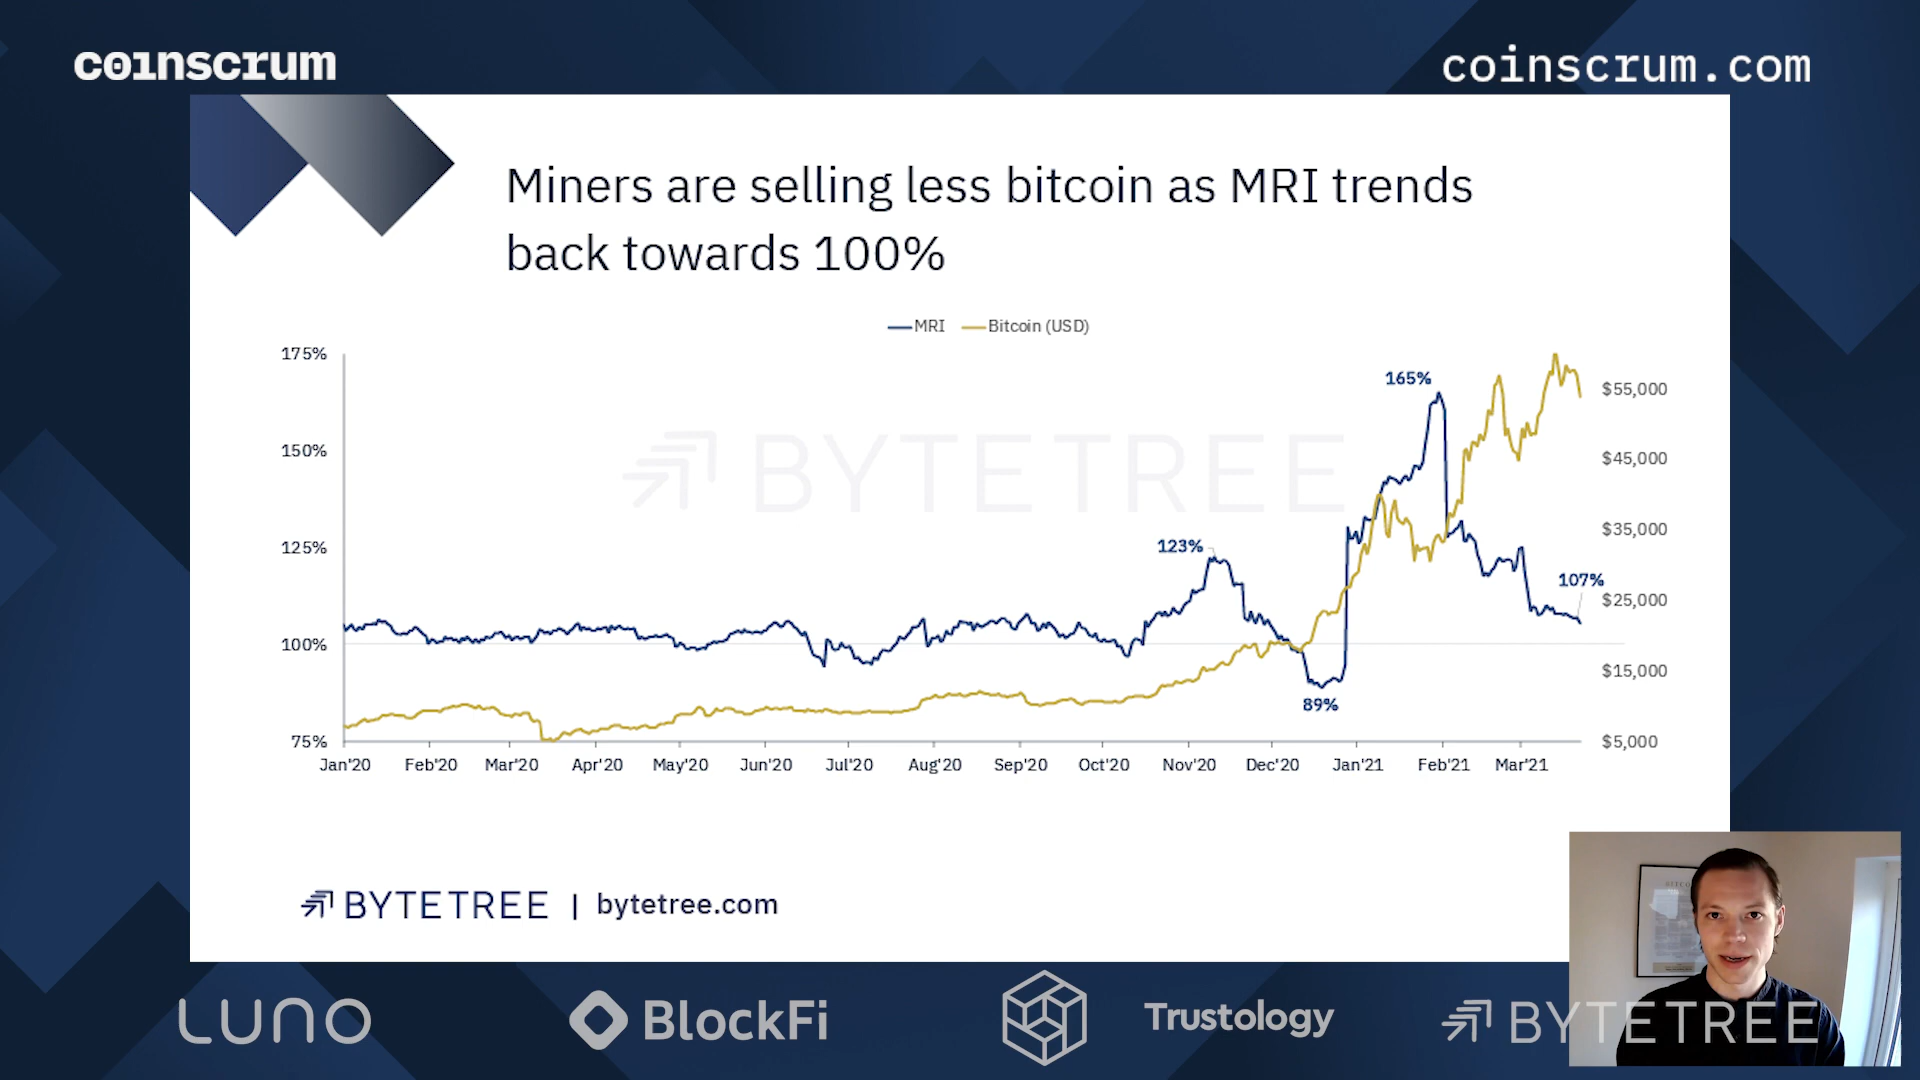 coinscrum
coinscrum.com
Miners are selling less bitcoin as MRI trends
back towards 100%
MRI
Bitcoin (USD)
BYTETREE
175%
150%
125%
100%
75%
165%
123%
107%
89%
$55,000
$45,000
$35,000
$25,000
$15,000
$5,000
Jan'20 Feb'20 Mar'20 Apr'20 May'20 Jun'20 Jul'20 Aug'20 Sep'20 Oct'20 Nov'20 Dec'20 Jan'21 Feb'21 Mar'21
BYTETREE | bytetree.com
LUNO
BlockFi
Trustology
BYTETREE